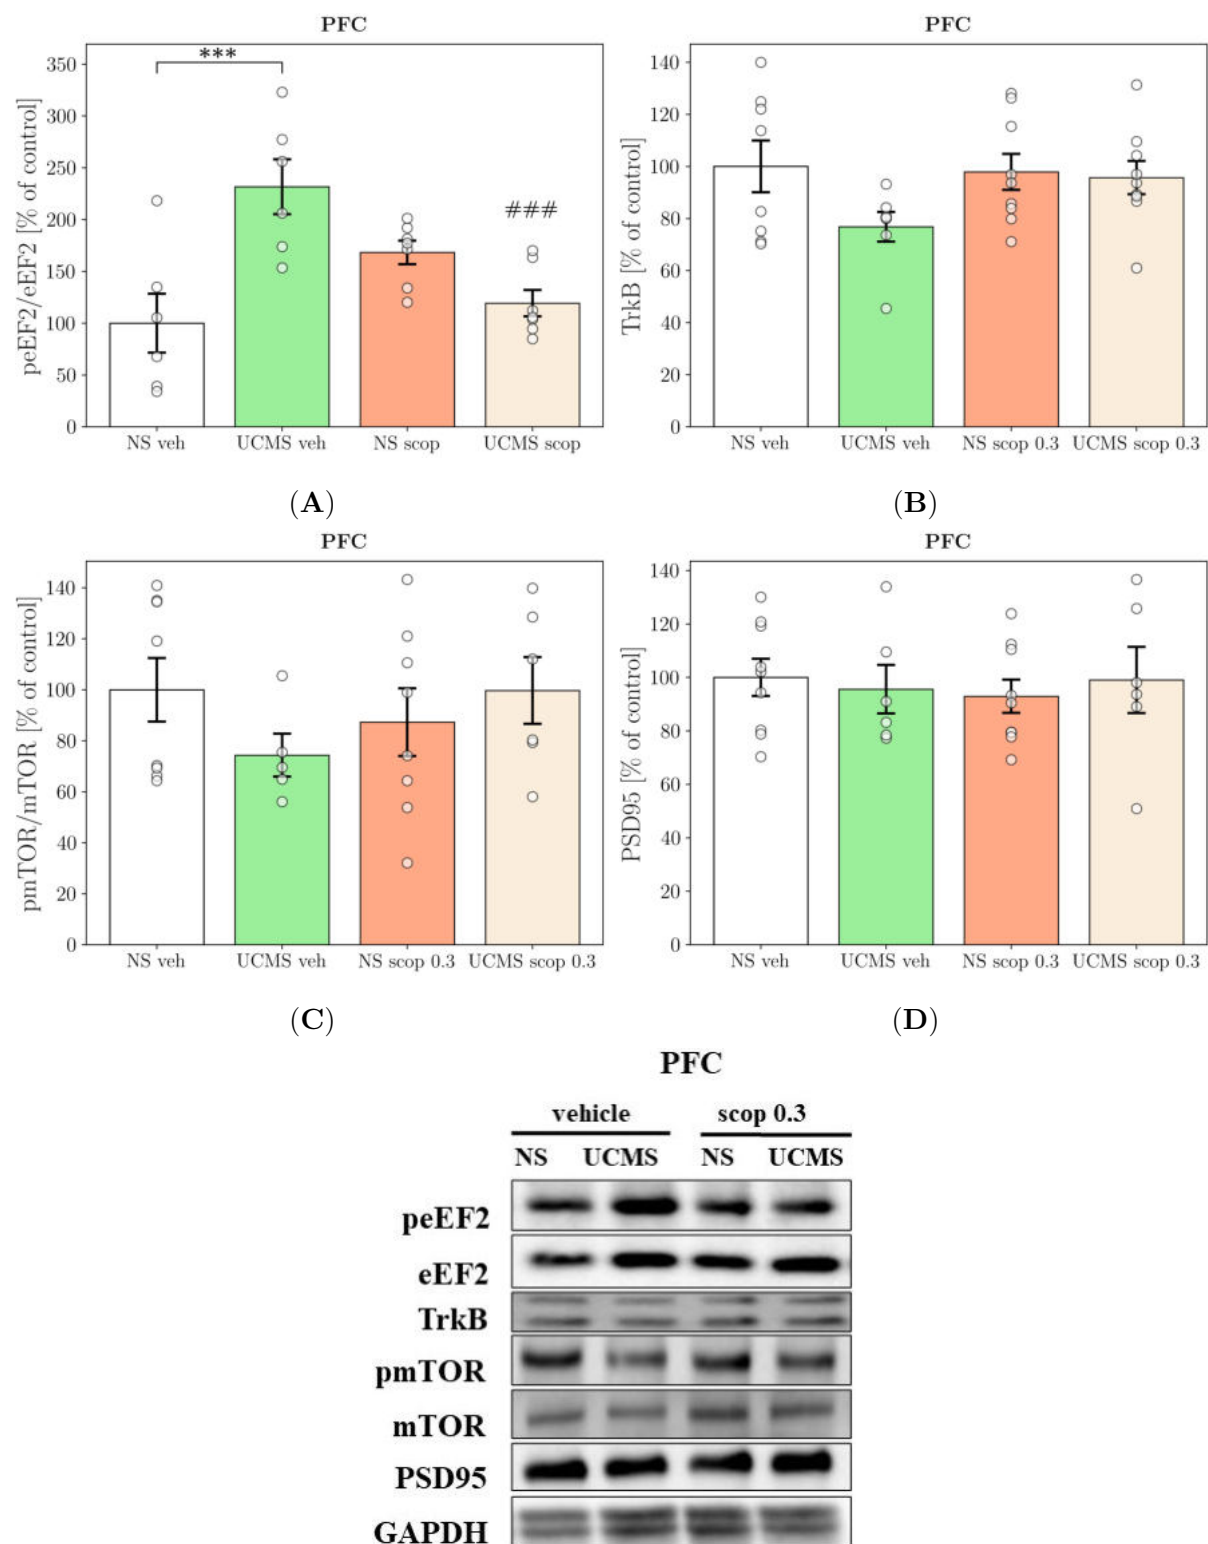 PFC
peEF2/eEF2 [% of control]
350
300
250
200
150
100
50
0
***
###
NS veh UCMS veh NS scop UCMS scop
(A)
PFC
TrkB [% of control]
140
120
100
80
60
40
20
0
NS veh UCMS veh NS scop 0.3 UCMS scop 0.3
(B)
PFC
pmTOR/mTOR [% of control]
140
120
100
80
60
40
20
0
NS veh UCMS veh NS scop 0.3 UCMS scop 0.3
(C)
PFC
PSD95 [% of control]
140
120
100
80
60
40
20
0
NS veh UCMS veh NS scop 0.3 UCMS scop 0.3
(D)
PFC
vehicle scop 0.3
NS UCMS NS UCMS
peEF2
eEF2
TrkB
pmTOR
mTOR
PSD95
GAPDH